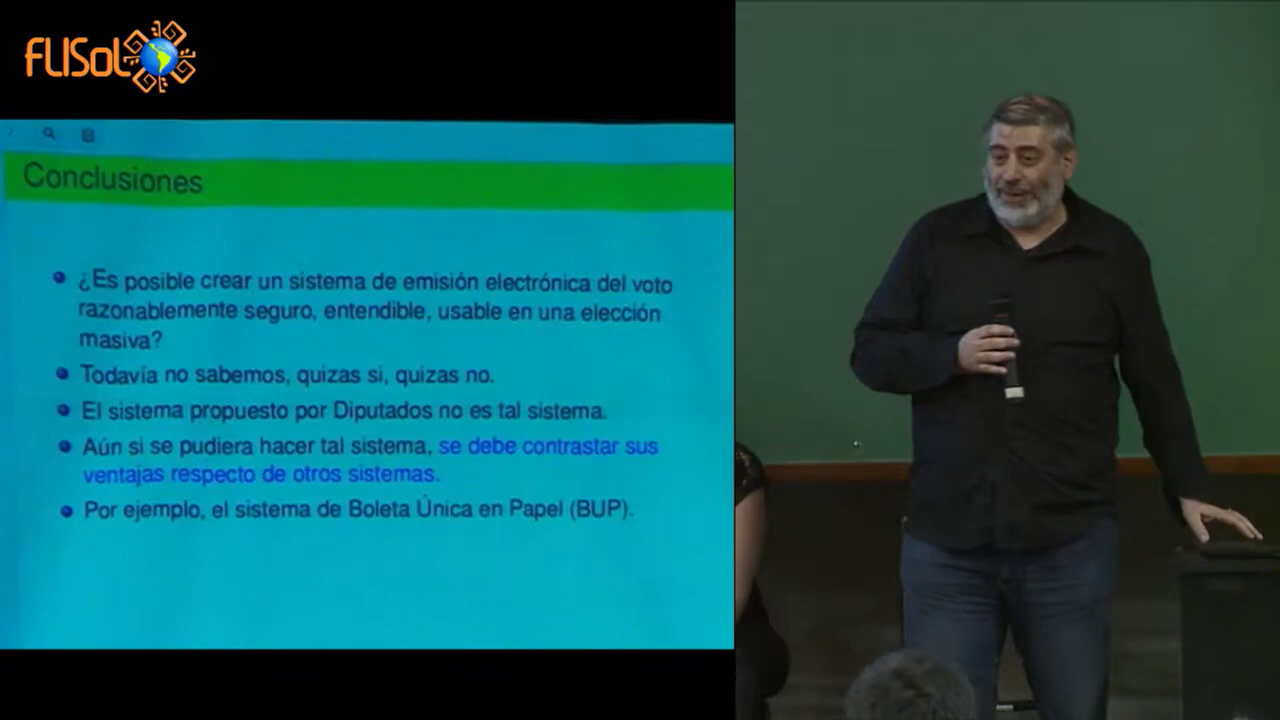 FLISoL
Conclusiones
¿Es posible crear un sistema de emisión electrónica del voto
razonablemente seguro, entendible, usable en una elección
masiva?
Todavía no sabemos, quizas si, quizas no.
El sistema propuesto por Diputados no es tal sistema.
Aún si se pudiera hacer tal sistema, se debe contrastar sus
ventajas respecto de otros sistemas.
Por ejemplo, el sistema de Boleta Única en Papel (BUP).